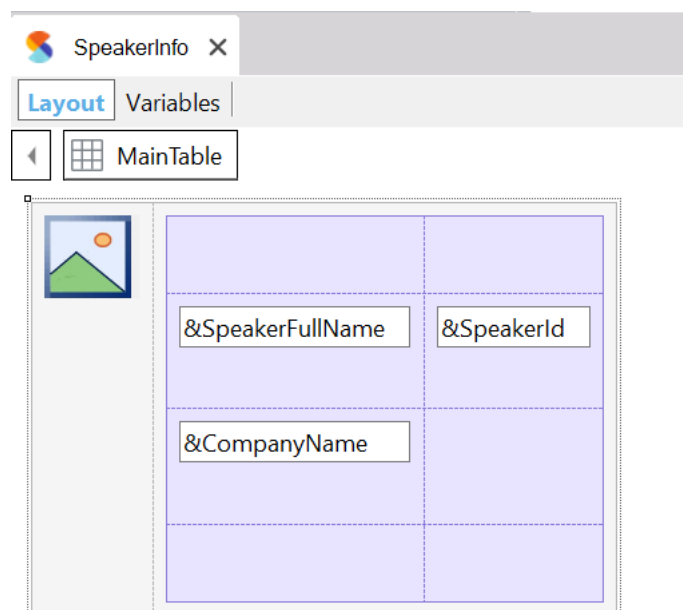 SpeakerInfo
Layout Variables
MainTable
&SpeakerFullName &SpeakerId
&CompanyName